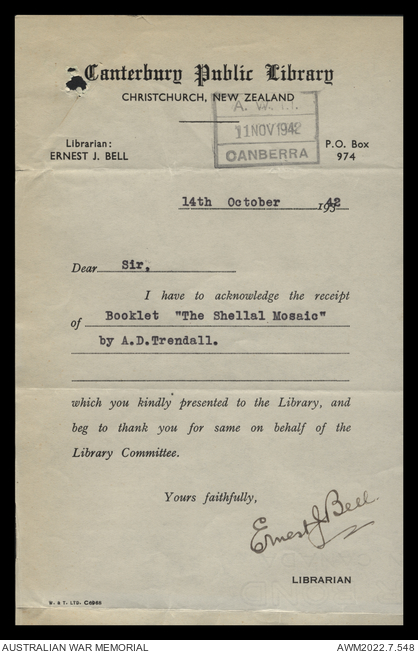 Canterbury Public Library
CHRISTCHURCH, NEW ZEALAND
A. W. M.
11 NOV 1942
CANBERRA
Librarian:
ERNEST J. BELL
P.O. Box
974
14th October 42
Dear Sir,
I have to acknowledge the receipt
of Booklet "The Shellal Mosaic"
by A.D.Trendall.
which you kindly presented to the Library, and
beg to thank you for same on behalf of the
Library Committee.
Yours faithfully,
Ernest J Bell.
LIBRARIAN
AUSTRALIAN WAR MEMORIAL
AWM2022.7.548